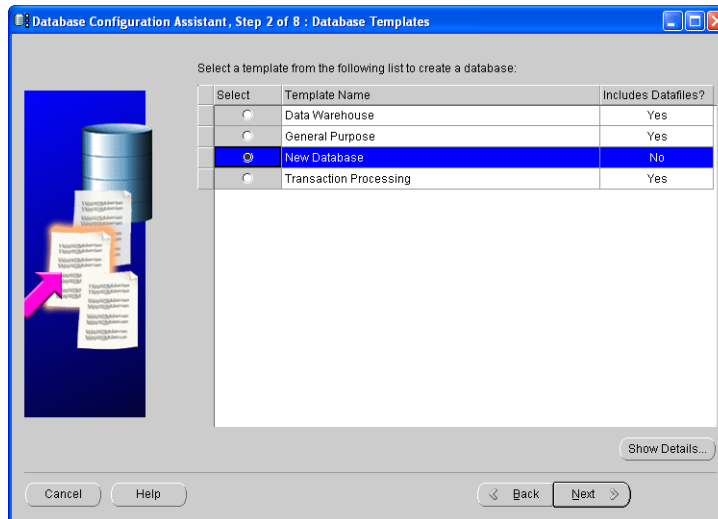 Database Configuration Assistant, Step 2 of 8 : Database Templates
Select a template from the following list to create a database:
Select Template Name Includes Datafiles?
Data Warehouse Yes
General Purpose Yes
New Database No
Transaction Processing Yes
Show Details...
Cancel Help Back Next